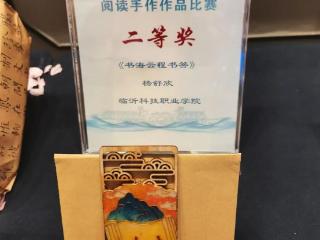 阅读手作作品比赛
二等奖
《书海云程书签》
杨舒欣
临沂科技职业学院